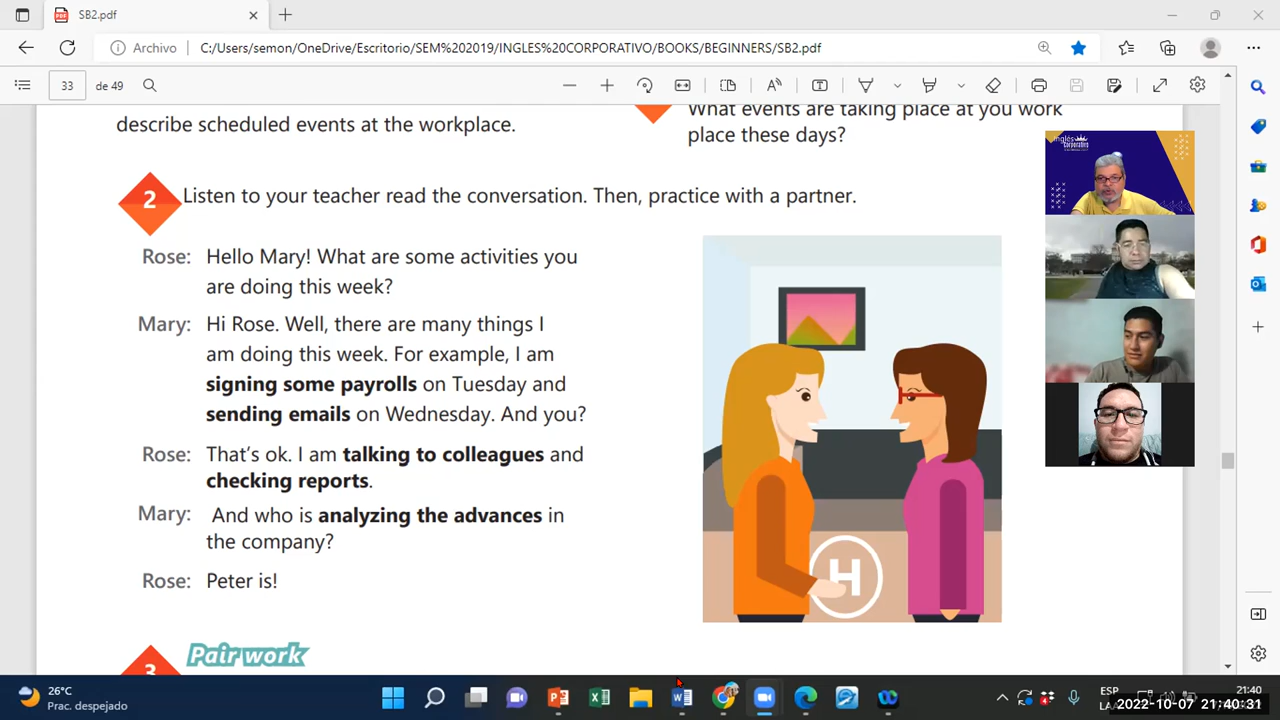 SB2.pdf
Archivo
C:/Users/semon/OneDrive/Escritorio/SEM%202019/INGLES%20CORPORATIVO/BOOKS/BEGINNERS/SB2.pdf
33 de 49
describe scheduled events at the workplace.
What events are taking place at you work
place these days?
2 Listen to your teacher read the conversation. Then, practice with a partner.
Rose: Hello Mary! What are some activities you
are doing this week?
Mary: Hi Rose. Well, there are many things I
am doing this week. For example, I am
signing some payrolls on Tuesday and
sending emails on Wednesday. And you?
Rose: That's ok. I am talking to colleagues and
checking reports.
Mary: And who is analyzing the advances in
the company?
Rose: Peter is!
H
3 Pair work
inglés
corporativo
26°C
Prac. despejado
ESP
21:40
2022-10-07 21:40:31